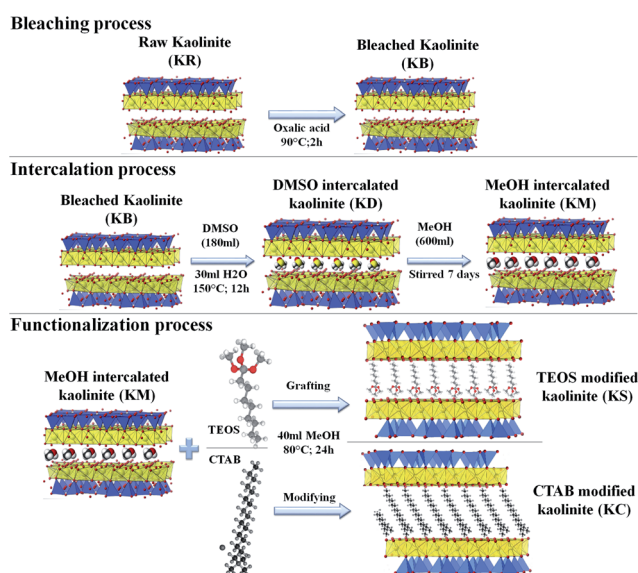 Bleaching process
Raw Kaolinite
(KR)
Oxalic acid
90°C;2h
Bleached Kaolinite
(KB)
Intercalation process
Bleached Kaolinite
(KB)
DMSO
(180ml)
30ml H2O
150°C; 12h
DMSO intercalated
kaolinite (KD)
MeOH
(600ml)
Stirred 7 days
MeOH intercalated
kaolinite (KM)
Functionalization process
MeOH intercalated
kaolinite (KM)
TEOS
CTAB
Grafting
40ml MeOH
80°C; 24h
Modifying
TEOS modified
kaolinite (KS)
CTAB modified
kaolinite (KC)